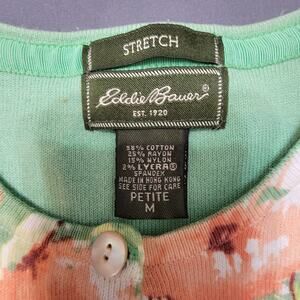 STRETCH
Eddie Bauer®
EST. 1920
58% COTTON
25% RAYON
15% NYLON
2% LYCRA®
SPANDEX
MADE IN HONG KONG
SEE SIDE FOR CARE
PETITE
M